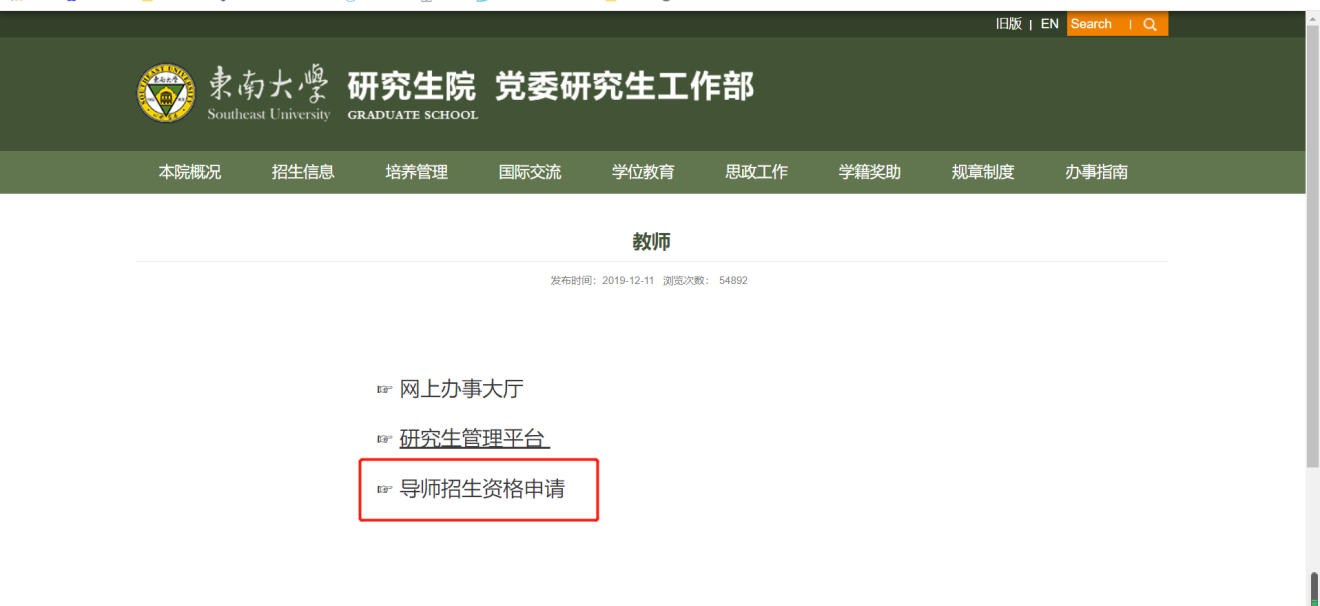 旧版 | EN Search
東南大學 研究生院 党委研究生工作部
Southeast University GRADUATE SCHOOL
本院概况 招生信息 培养管理 国际交流 学位教育 思政工作 学籍奖助 规章制度 办事指南
教师
发布时间：2019-12-11 浏览次数： 54892
☞ 网上办事大厅
☞ 研究生管理平台
☞ 导师招生资格申请